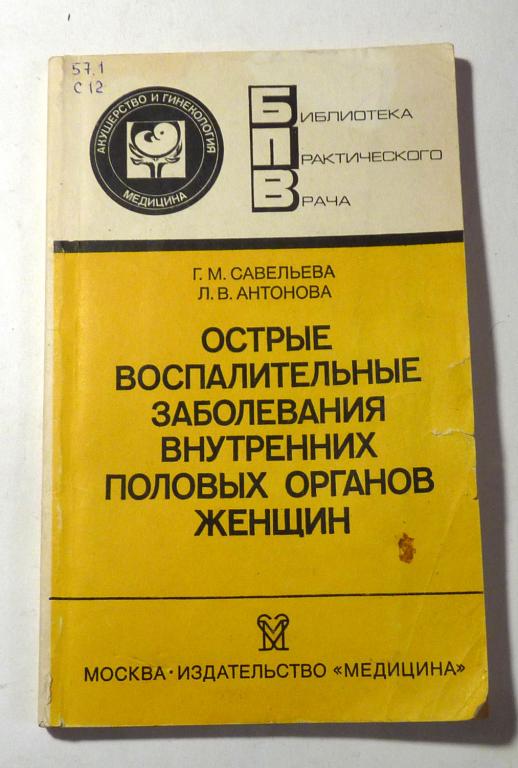 57.1
С 12
АКУШЕРСТВО И ГИНЕКОЛОГИЯ
МЕДИЦИНА
БИБЛИОТЕКА
ПРАКТИЧЕСКОГО
ВРАЧА
Г. М. САВЕЛЬЕВА
Л. В. АНТОНОВА
ОСТРЫЕ
ВОСПАЛИТЕЛЬНЫЕ
ЗАБОЛЕВАНИЯ
ВНУТРЕННИХ
ПОЛОВЫХ ОРГАНОВ
ЖЕНЩИН
МОСКВА · ИЗДАТЕЛЬСТВО «МЕДИЦИНА»